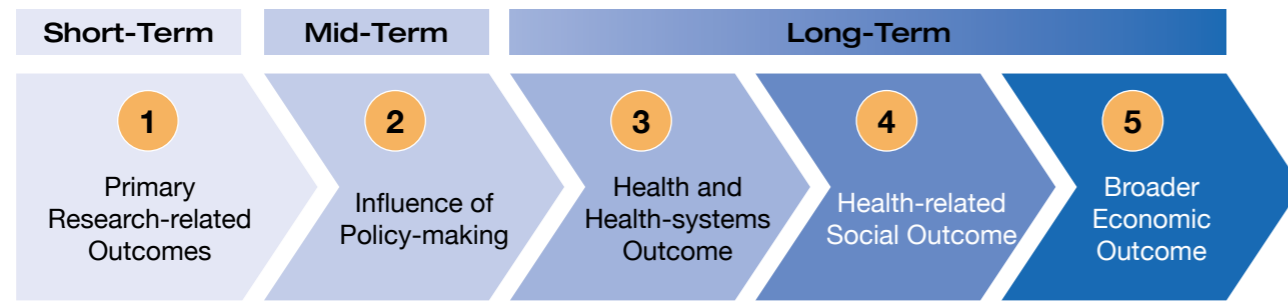 Short-Term
Mid-Term
Long-Term
1
Primary
Research-related
Outcomes
2
Influence of
Policy-making
3
Health and
Health-systems
Outcome
4
Health-related
Social Outcome
5
Broader
Economic
Outcome